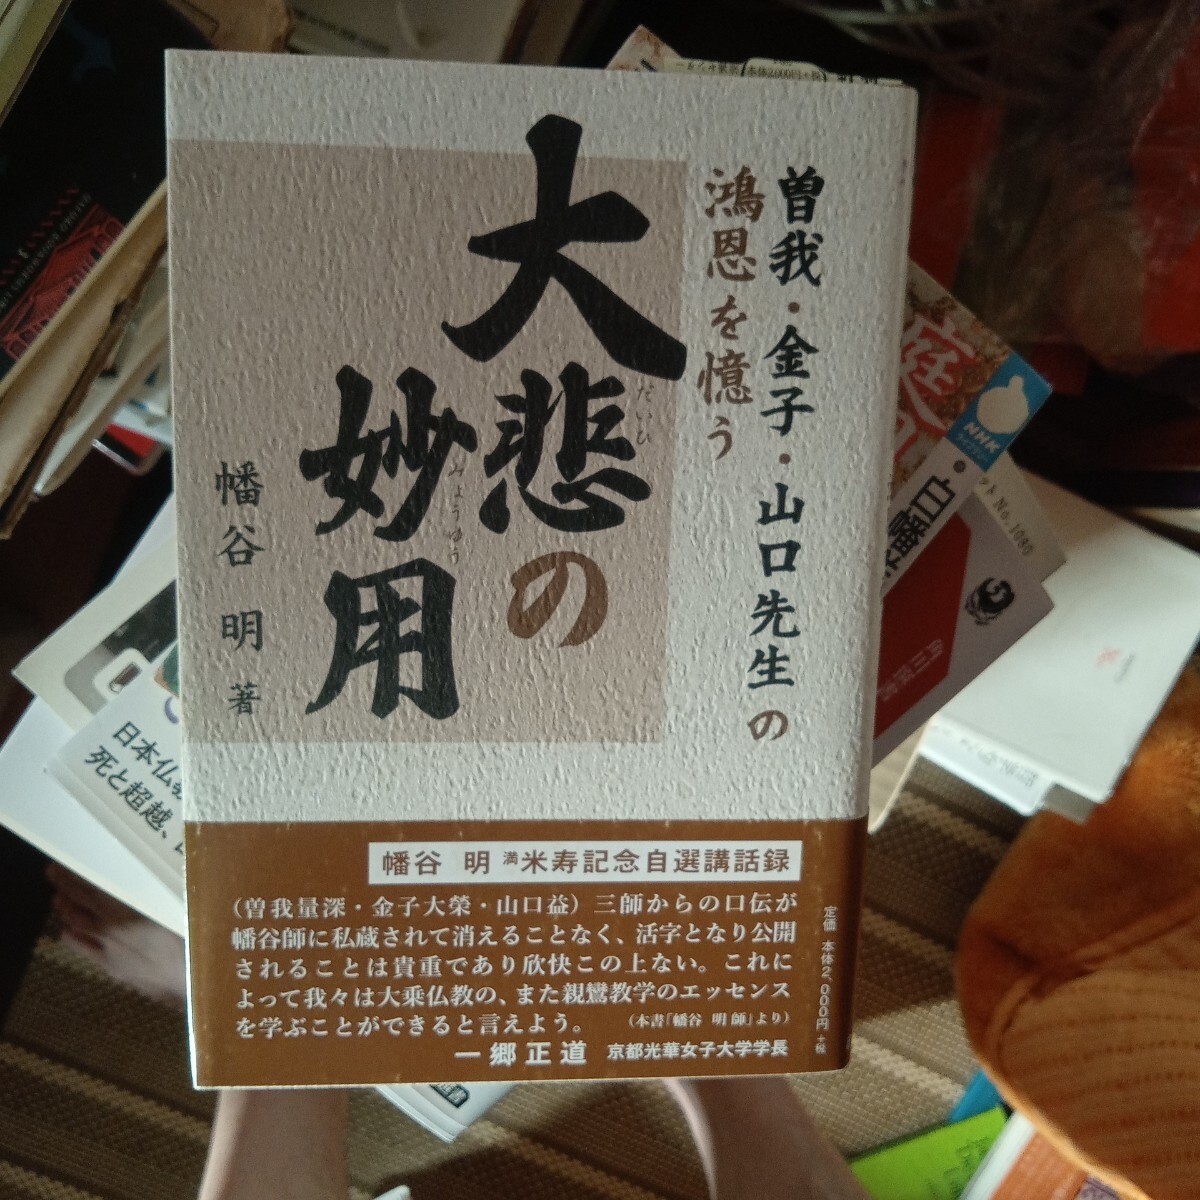 曽我・金子・山口先生の
鴻恩を憶う
大悲の
だいひ
妙用
みょうゆう
幡谷 明 著
幡谷 明 満米寿記念自選講話録
(曽我量深・金子大榮・山口益)三師からの口伝が
幡谷師に私蔵されて消えることなく、活字となり公開
されることは貴重であり欣快この上ない。これに
よって我々は大乗仏教の、また親鸞教学のエッセンス
を学ぶことができると言えよう。 (本書「幡谷 明 師」より)
一郷正道 京都光華女子大学学長
定価 本体2,000円+税
日本仏教
死と超越、
NHK
ライブラリー
No.1080